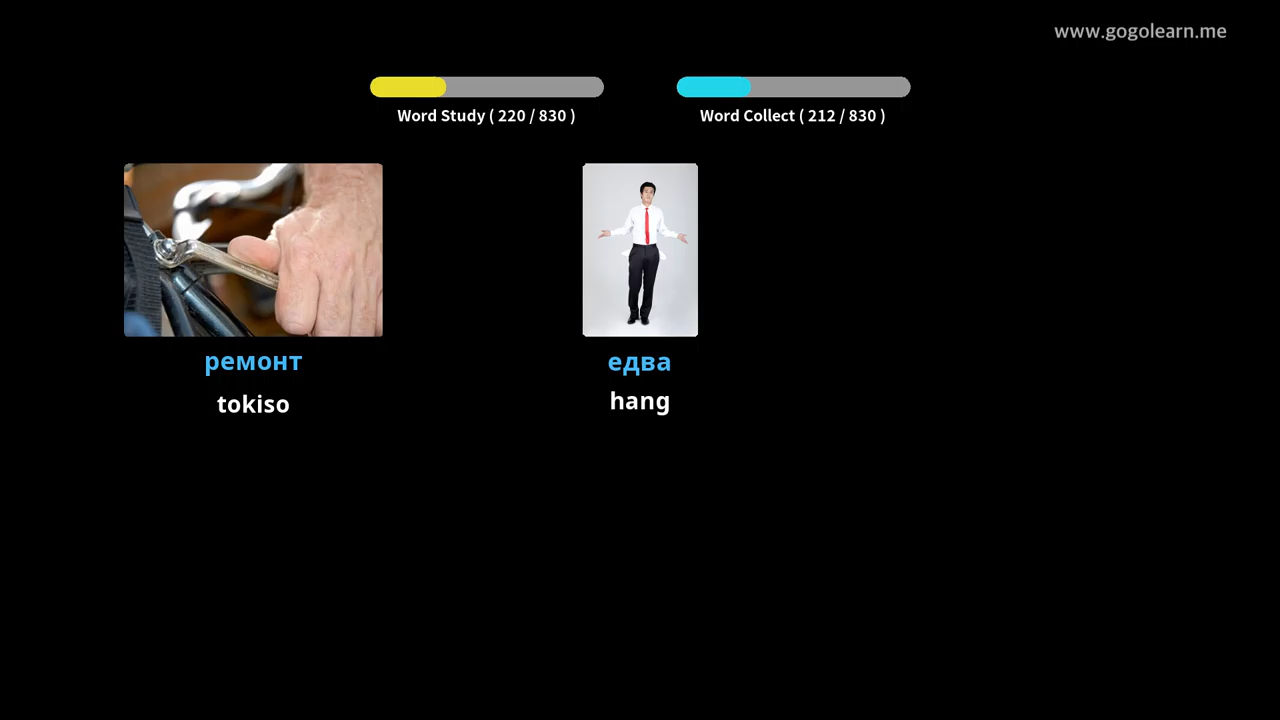 www.gogolearn.me
Word Study ( 220 / 830 )
Word Collect ( 212 / 830 )
ремонт
tokiso
едва
hang